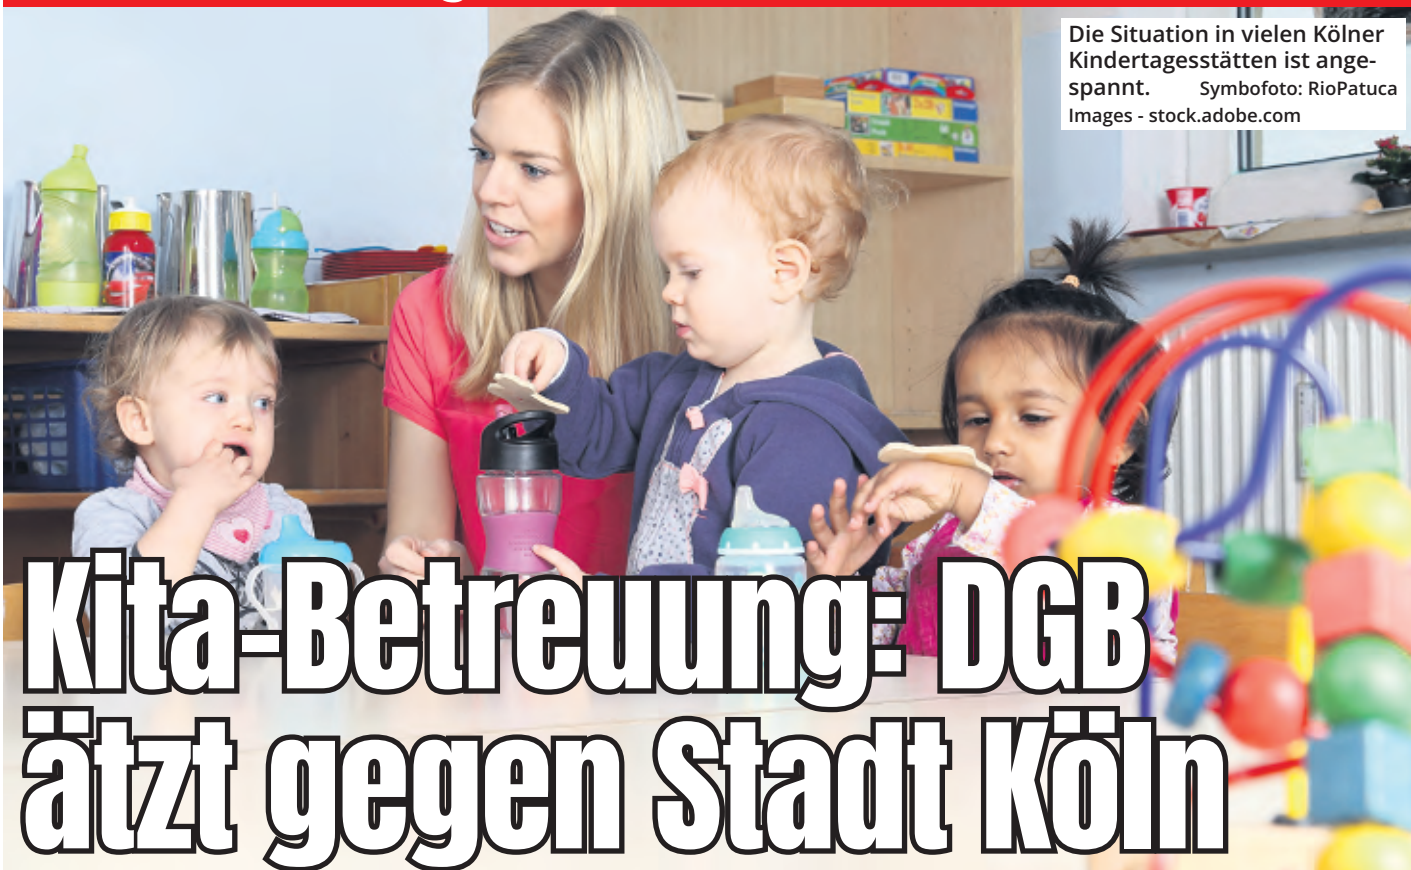 Die Situation in vielen Kölner
Kindertagesstätten ist ange-
spannt. Symbofoto: RioPatuca
Images - stock.adobe.com
Kita-Betreuung: DGB
ätzt gegen Stadt Köln